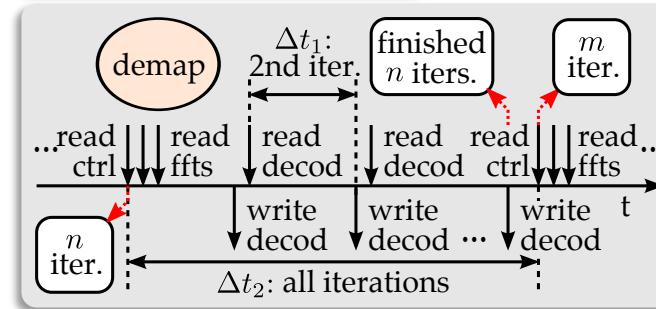 demap
Δt₁:
2nd iter.
finished
n iters.
m
iter.
...read
ctrl
read
ffts
read
decod
read
decod
read
ctrl
read...
ffts
t
n
iter.
write
decod
write
decod
...
write
decod
Δt₂: all iterations